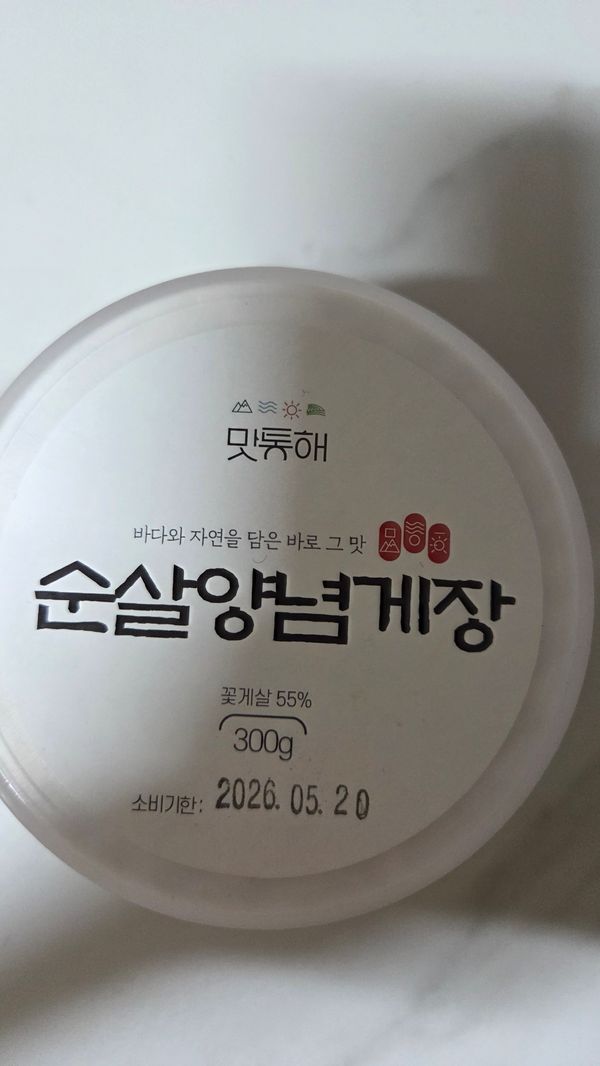 맛통해
바다와 자연을 담은 바로 그 맛
순살양념게장
꽃게살 55%
300g
소비기한: 2026. 05. 20